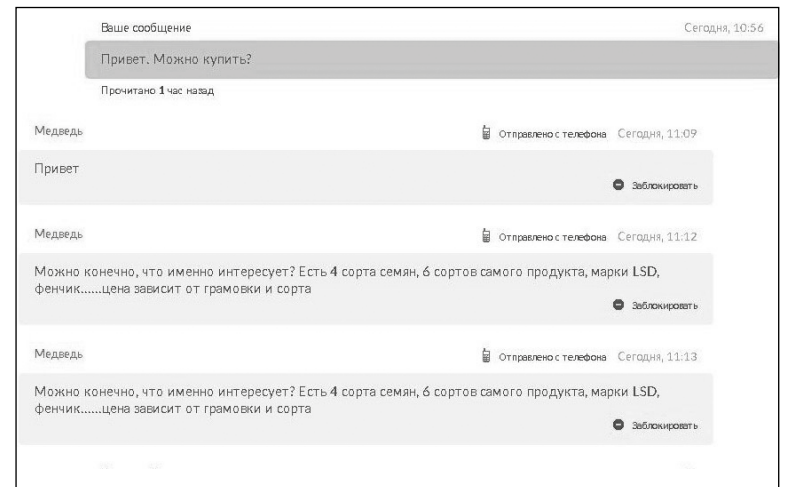 Ваше сообщение Сегодня, 10:56
Привет. Можно купить?
Прочитано 1 час назад
Медведь Отправлено с телефона Сегодня, 11:09
Привет
Заблокировать
Медведь Отправлено с телефона Сегодня, 11:12
Можно конечно, что именно интересует? Есть 4 сорта семян, 6 сортов самого продукта, марки LSD,
фенчик......цена зависит от грамовки и сорта
Заблокировать
Медведь Отправлено с телефона Сегодня, 11:13
Можно конечно, что именно интересует? Есть 4 сорта семян, 6 сортов самого продукта, марки LSD,
фенчик......цена зависит от грамовки и сорта
Заблокировать